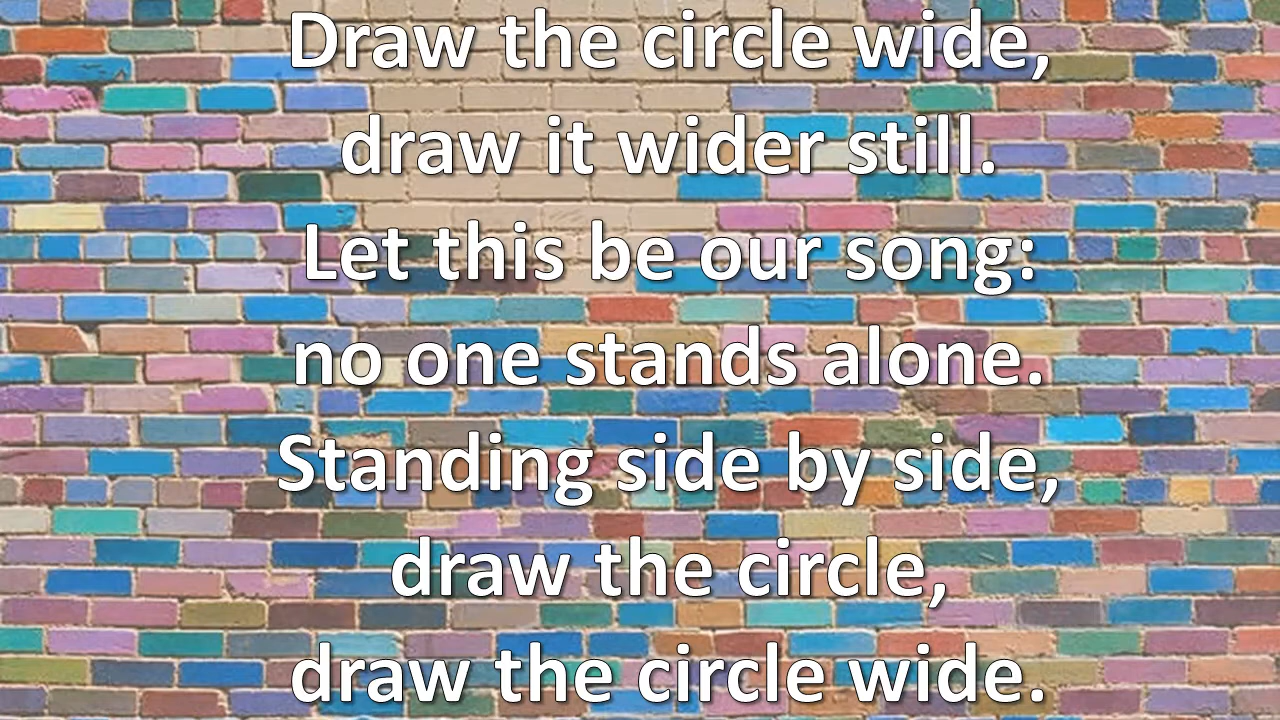 Draw the circle wide,
draw it wider still.
Let this be our song:
no one stands alone.
Standing side by side,
draw the circle,
draw the circle wide.